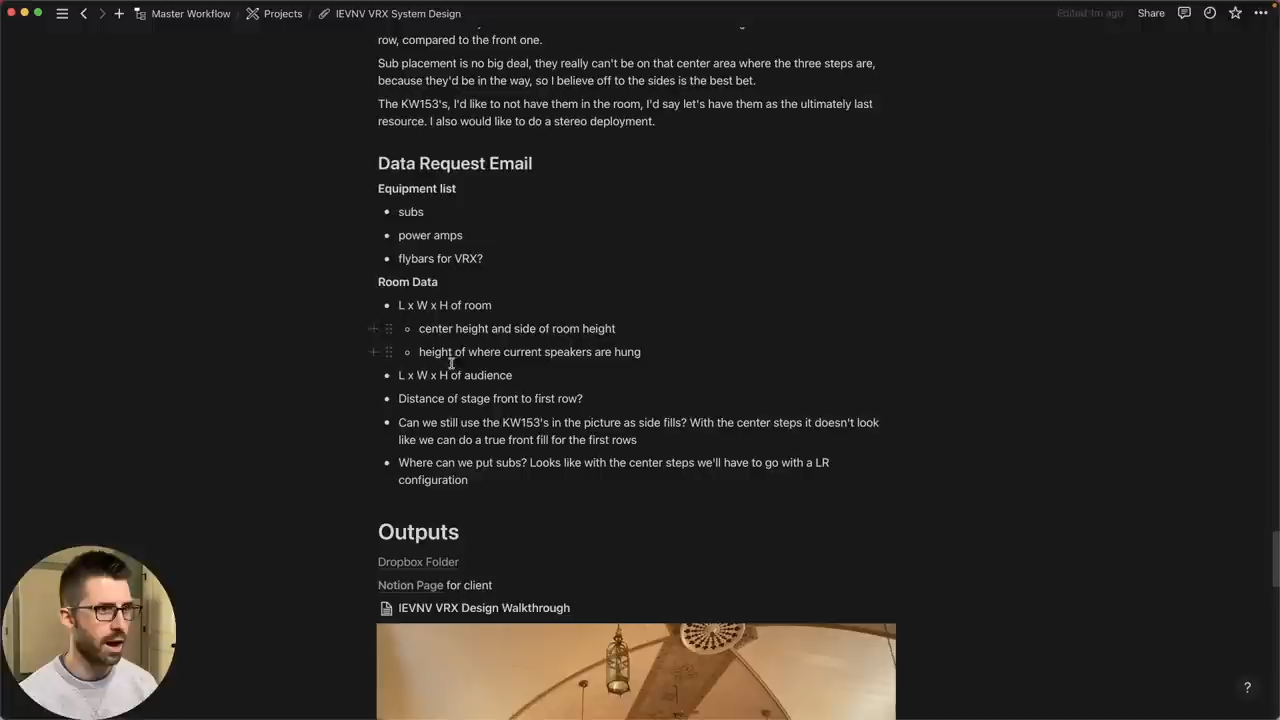 Master Workflow / Projects / IEVNV VRX System Design
Edited 1m ago Share
row, compared to the front one.
Sub placement is no big deal, they really can't be on that center area where the three steps are,
because they'd be in the way, so I believe off to the sides is the best bet.
The KW153's, I'd like to not have them in the room, I'd say let's have them as the ultimately last
resource. I also would like to do a stereo deployment.
Data Request Email
Equipment list
subs
power amps
flybars for VRX?
Room Data
L x W x H of room
center height and side of room height
height of where current speakers are hung
L x W x H of audience
Distance of stage front to first row?
Can we still use the KW153's in the picture as side fills? With the center steps it doesn't look
like we can do a true front fill for the first rows
Where can we put subs? Looks like with the center steps we'll have to go with a LR
configuration
Outputs
Dropbox Folder
Notion Page for client
IEVNV VRX Design Walkthrough
?